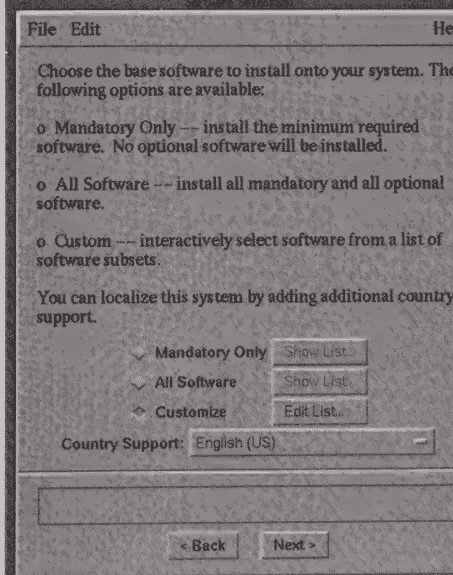 File Edit He
Choose the base software to install onto your system. The
following options are available:
o Mandatory Only -- install the minimum required
software. No optional software will be installed.
o All Software -- install all mandatory and all optional
software.
o Custom -- interactively select software from a list of
software subsets.
You can localize this system by adding additional country
support.
Mandatory Only Show List..
All Software Show List..
Customize Edit List..
Country Support: English (US)
< Back Next >